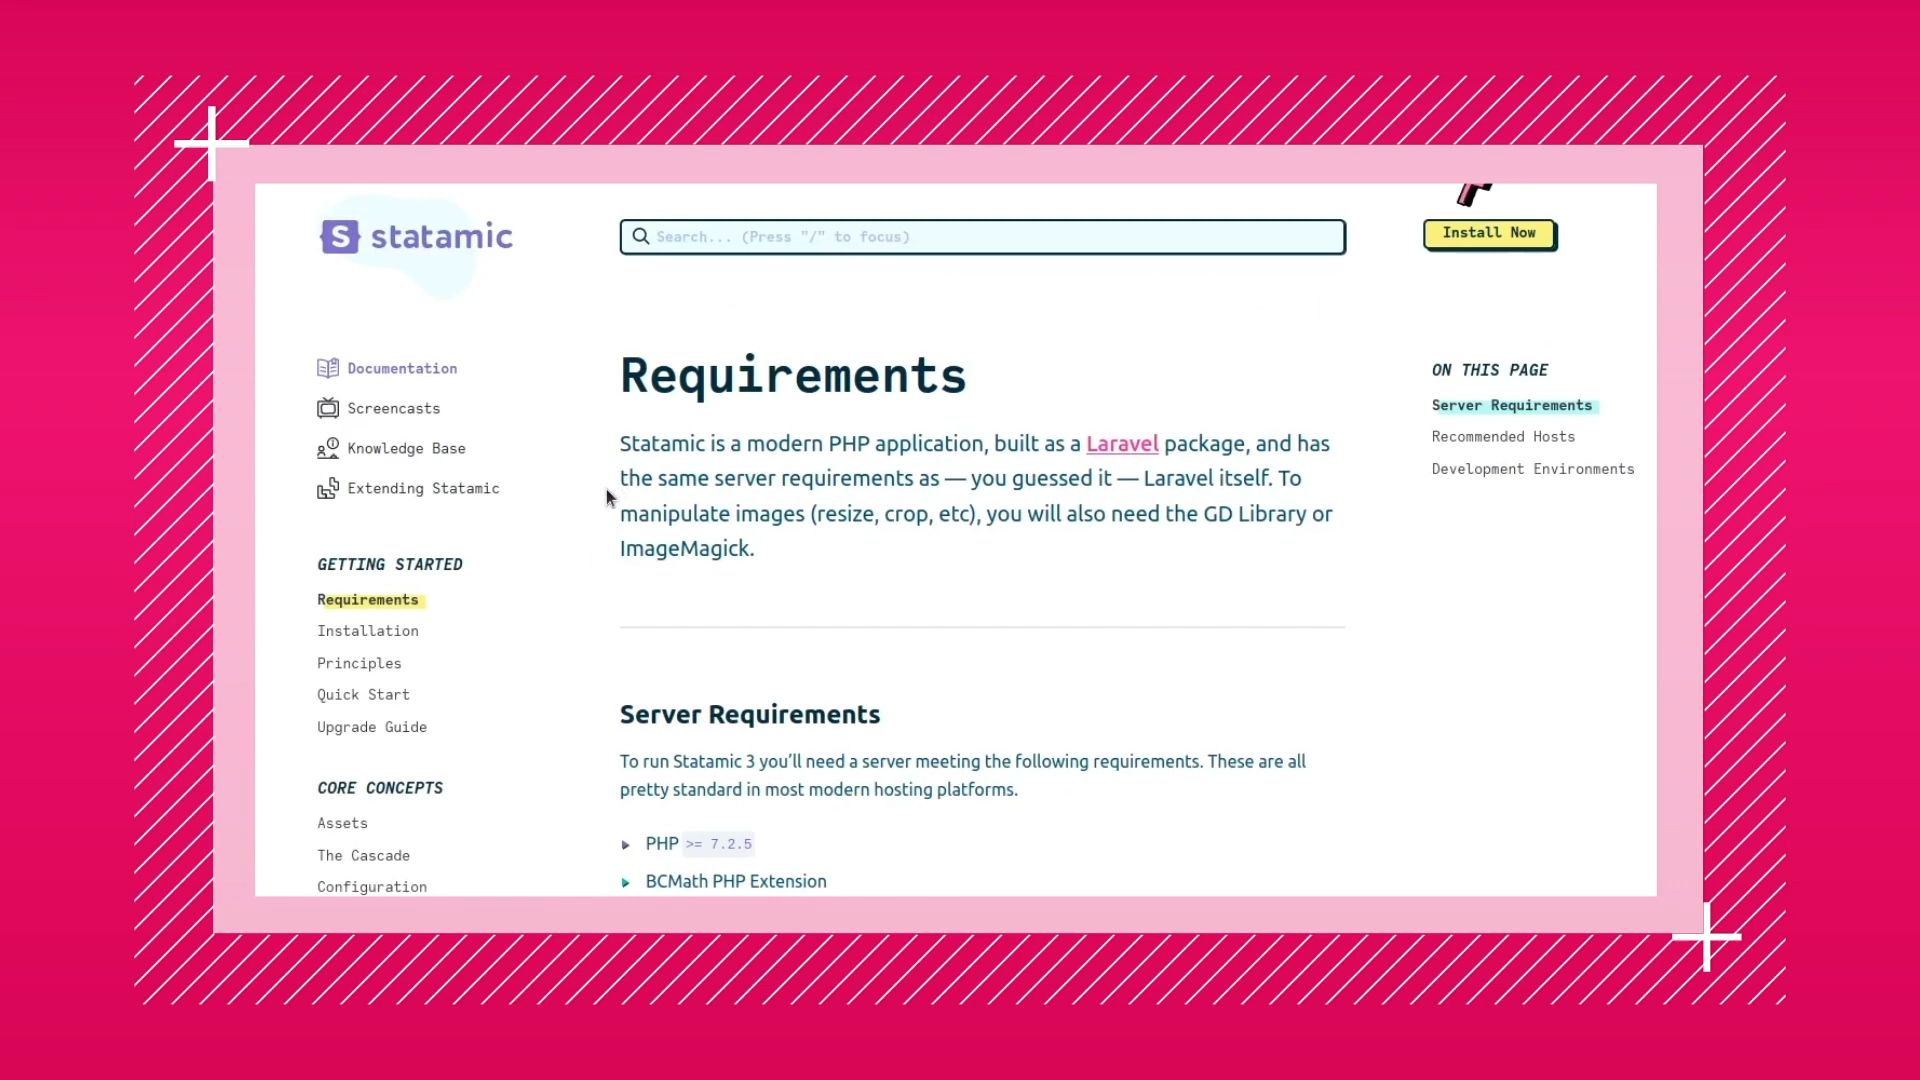 statamic
Search... (Press "/" to focus)
Install Now
Documentation
Screencasts
Knowledge Base
Extending Statamic
GETTING STARTED
Requirements
Installation
Principles
Quick Start
Upgrade Guide
CORE CONCEPTS
Assets
The Cascade
Configuration
Requirements
Statamic is a modern PHP application, built as a Laravel package, and has
the same server requirements as — you guessed it — Laravel itself. To
manipulate images (resize, crop, etc), you will also need the GD Library or
ImageMagick.
Server Requirements
To run Statamic 3 you’ll need a server meeting the following requirements. These are all
pretty standard in most modern hosting platforms.
PHP >= 7.2.5
BCMath PHP Extension
ON THIS PAGE
Server Requirements
Recommended Hosts
Development Environments